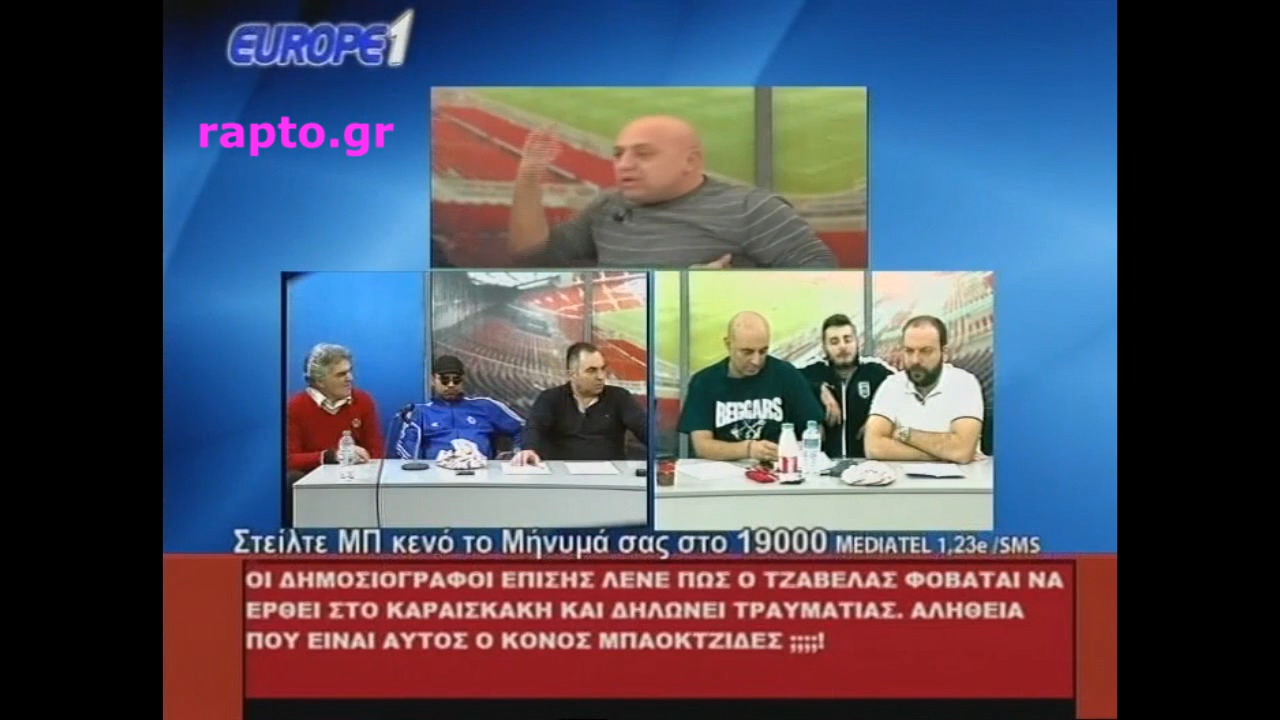 EUROPE1
rapto.gr
BEGGARS
Στείλτε ΜΠ κενό το Μήνυμά σας στο 19000 MEDIATEL 1,23e /SMS
ΟΙ ΔΗΜΟΣΙΟΓΡΑΦΟΙ ΕΠΙΣΗΣ ΛΕΝΕ ΠΩΣ Ο ΤΖΑΒΕΛΑΣ ΦΟΒΑΤΑΙ ΝΑ
ΕΡΘΕΙ ΣΤΟ ΚΑΡΑΙΣΚΑΚΗ ΚΑΙ ΔΗΛΩΝΕΙ ΤΡΑΥΜΑΤΙΑΣ. ΑΛΗΘΕΙΑ
ΠΟΥ ΕΙΝΑΙ ΑΥΤΟΣ Ο ΚΟΝΟΣ ΜΠΑΟΚΤΖΙΔΕΣ ;;;;!